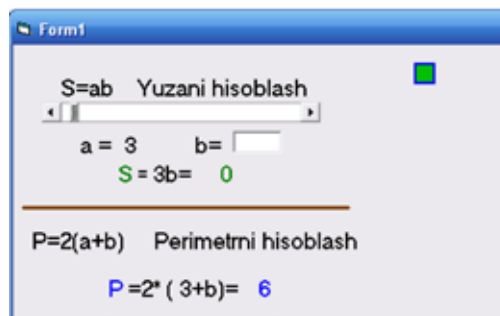 Form1
S=ab Yuzani hisoblash
a = 3 b=
S = 3b= 0
P=2(a+b) Perimetrni hisoblash
P =2* ( 3+b)= 6